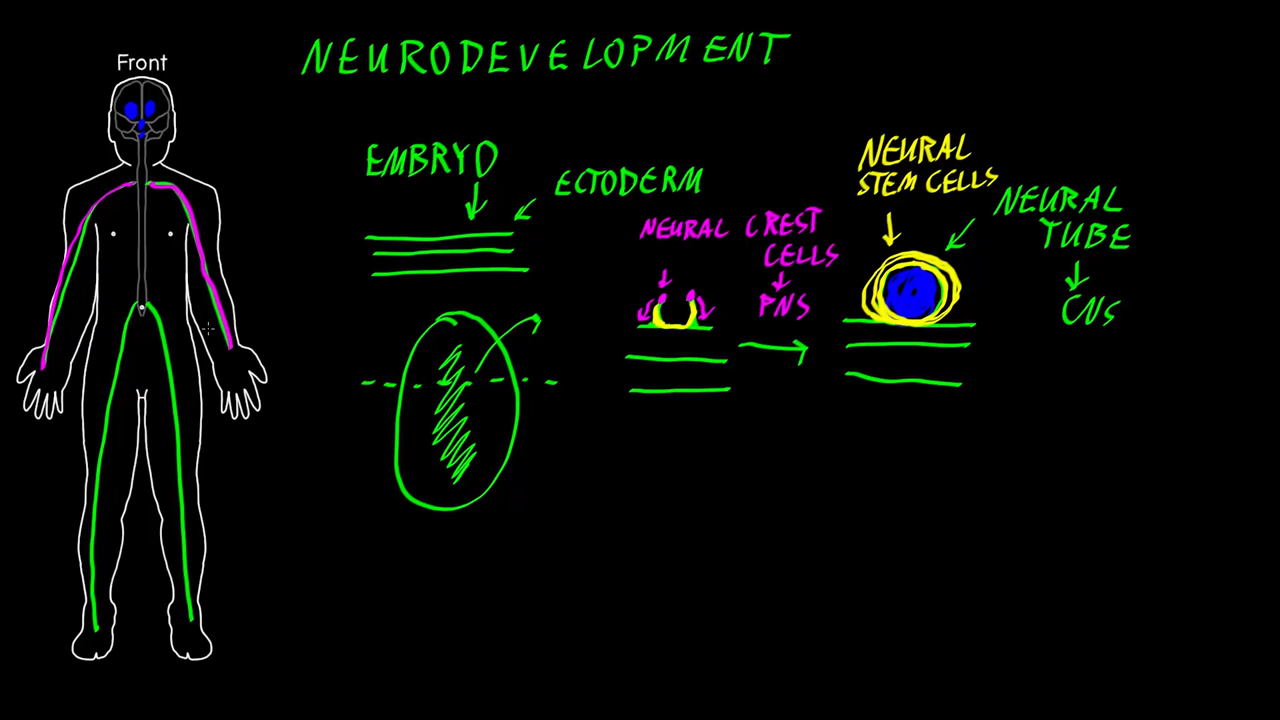 NEURODEVELOPMENT
Front
EMBRYO
ECTODERM
NEURAL CREST
CELLS
PNS
NEURAL
STEM CELLS
NEURAL
TUBE
CNS